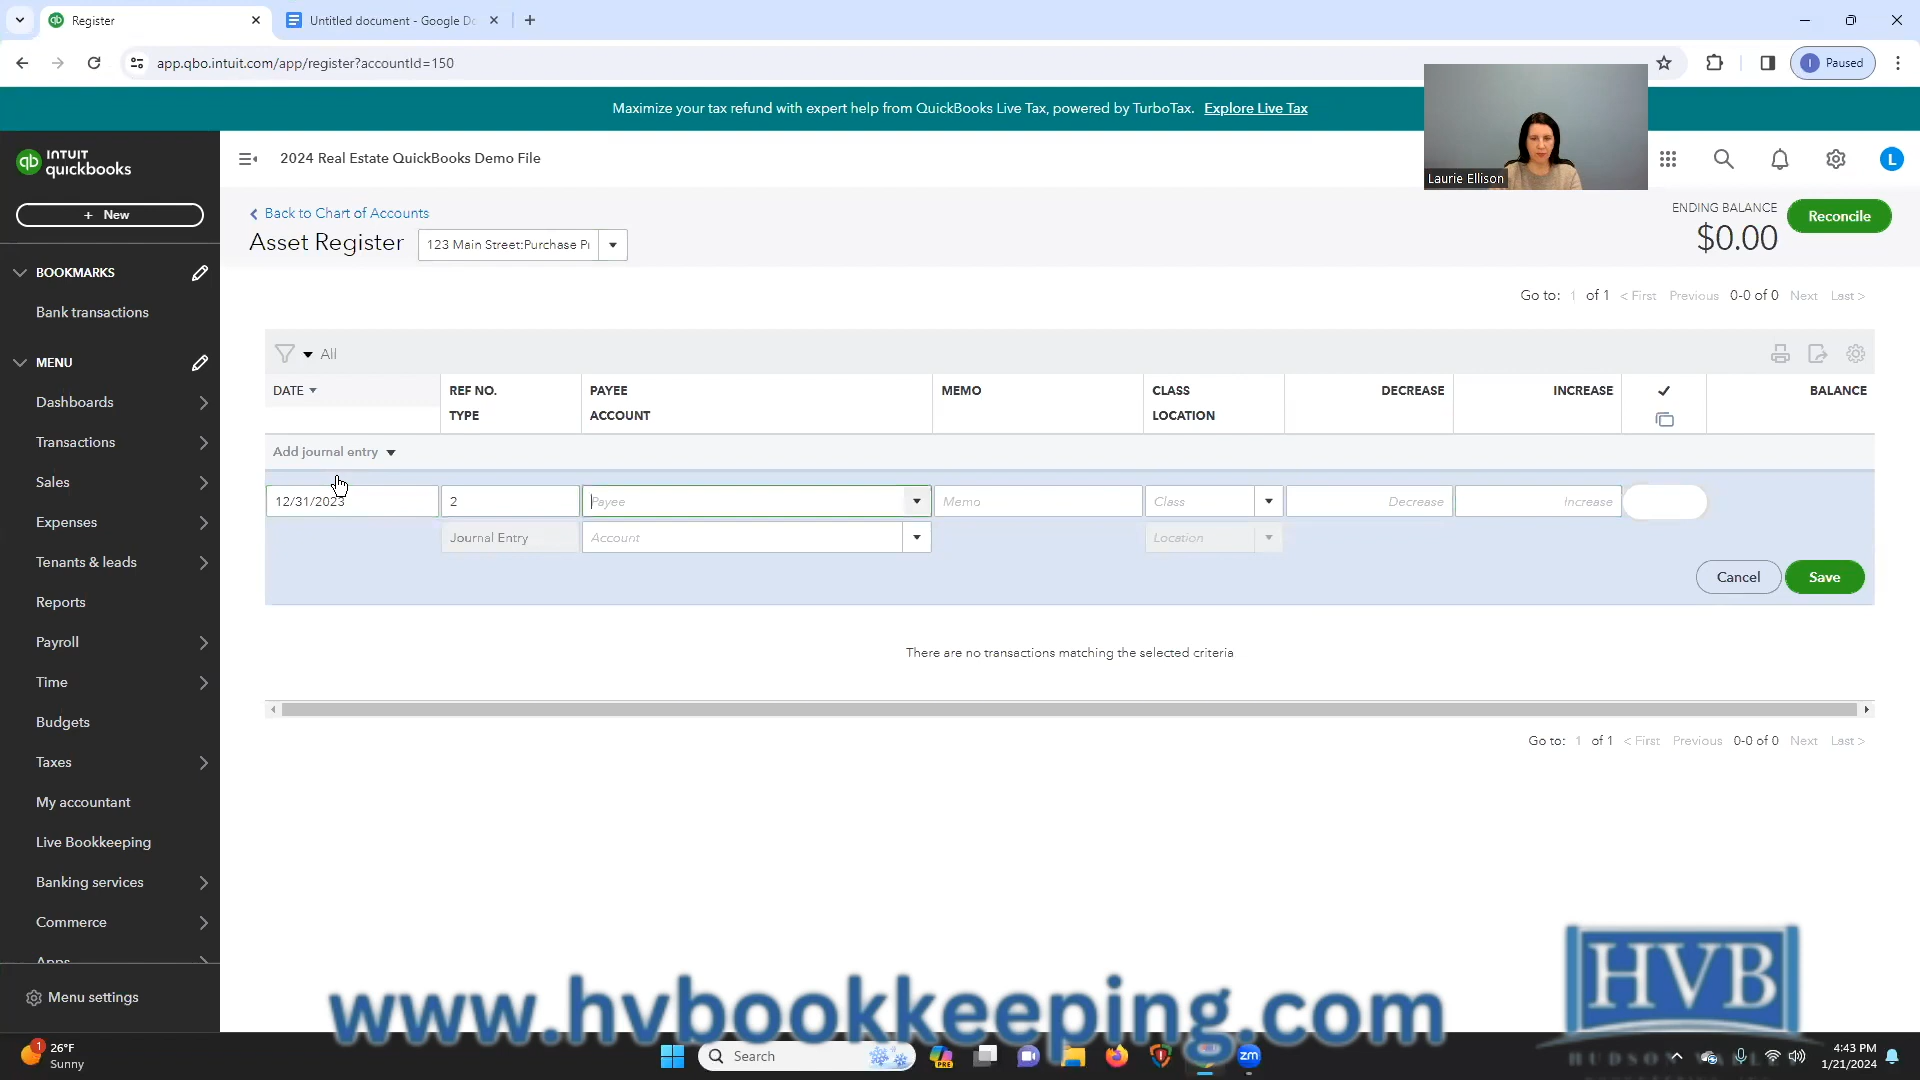 Register
Untitled document - Google Do
app.qbo.intuit.com/app/register?accountId=150
I Paused
Maximize your tax refund with expert help from QuickBooks Live Tax, powered by TurboTax. Explore Live Tax
Laurie Ellison
qb INTUIT quickbooks
2024 Real Estate QuickBooks Demo File
L
+ New
Back to Chart of Accounts
Asset Register
123 Main Street:Purchase Pr
ENDING BALANCE
$0.00
Reconcile
BOOKMARKS
Bank transactions
MENU
Dashboards
Transactions
Sales
Expenses
Tenants & leads
Reports
Payroll
Time
Budgets
Taxes
My accountant
Live Bookkeeping
Banking services
Commerce
Apps
Menu settings
Go to: 1 of 1 < First Previous 0-0 of 0 Next Last >
All
DATE
REF NO.
TYPE
PAYEE
ACCOUNT
MEMO
CLASS
LOCATION
DECREASE
INCREASE
BALANCE
Add journal entry
12/31/2023
2
Payee
Memo
Class
Decrease
Increase
Journal Entry
Account
Location
Cancel
Save
There are no transactions matching the selected criteria
Go to: 1 of 1 < First Previous 0-0 of 0 Next Last >
www.hvbookkeeping.com
HVB
1
26°F
Sunny
Search
PRE
zm
4:43 PM
1/21/2024